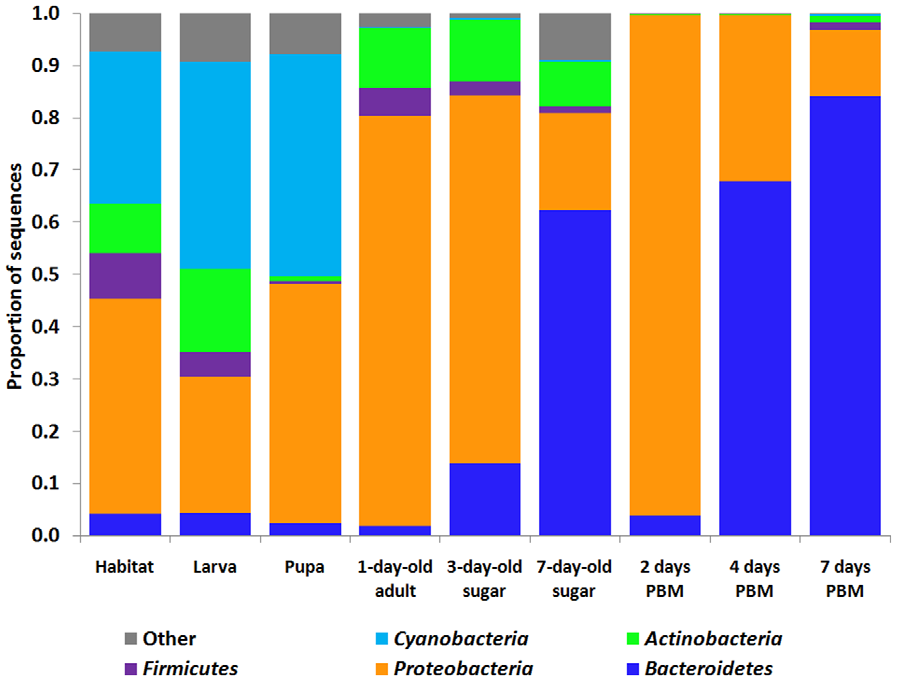 Proportion of sequences
1.0
0.9
0.8
0.7
0.6
0.5
0.4
0.3
0.2
0.1
0.0
Habitat
Larva
Pupa
1-day-old
adult
3-day-old
sugar
7-day-old
sugar
2 days
PBM
4 days
PBM
7 days
PBM
Other
Cyanobacteria
Actinobacteria
Firmicutes
Proteobacteria
Bacteroidetes